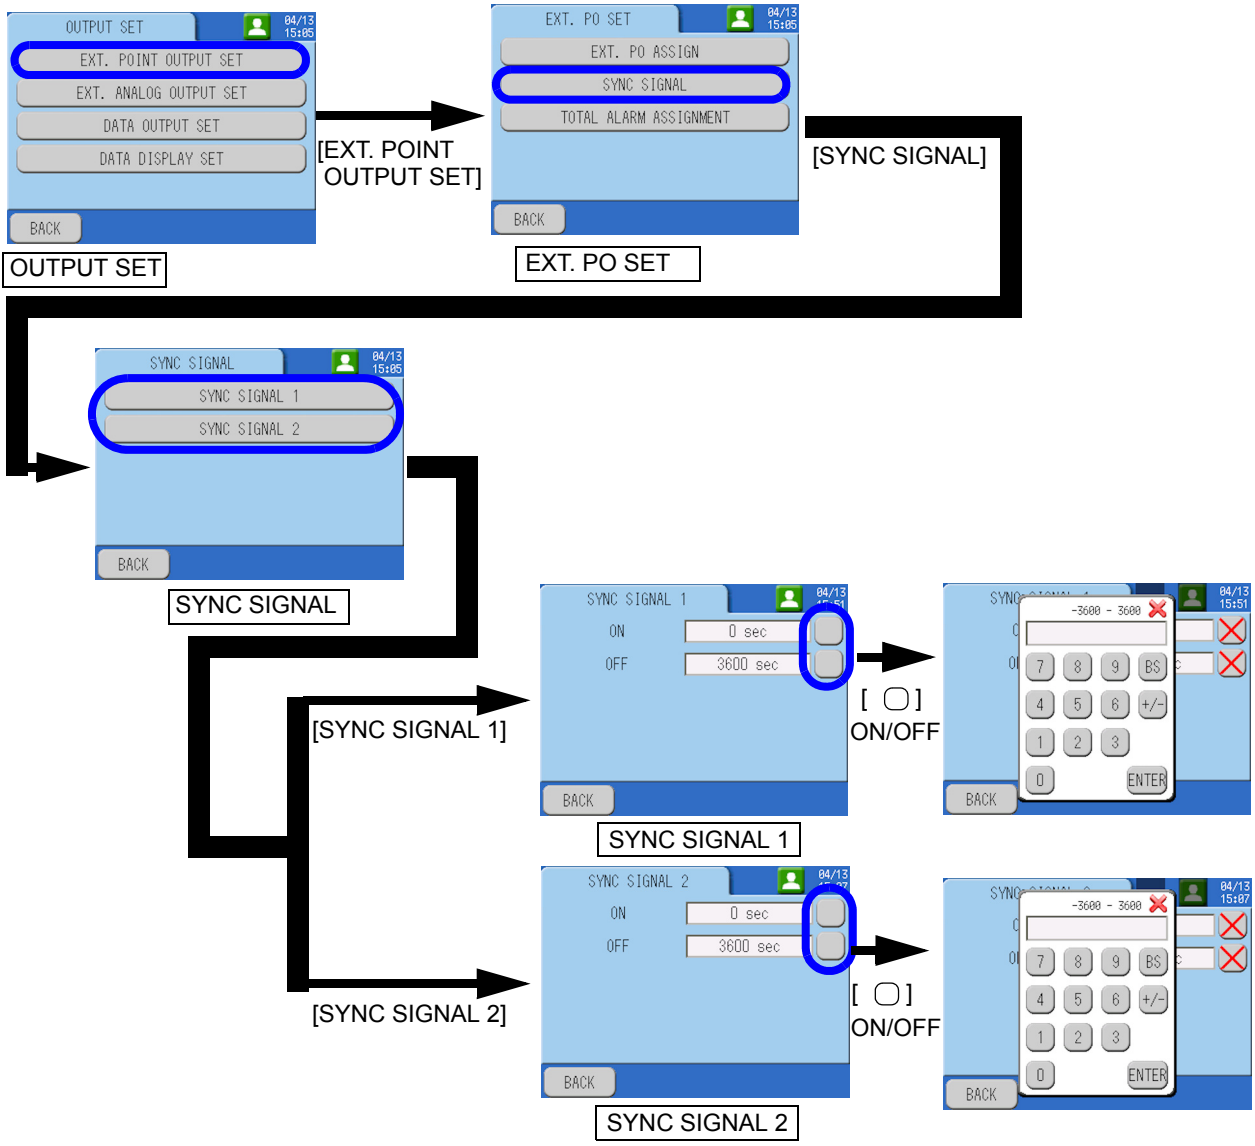 OUTPUT SET
04/13
15:05
EXT. POINT OUTPUT SET
EXT. ANALOG OUTPUT SET
DATA OUTPUT SET
DATA DISPLAY SET
BACK
OUTPUT SET
[EXT. POINT
OUTPUT SET]
EXT. PO SET
04/13
15:05
EXT. PO ASSIGN
SYNC SIGNAL
TOTAL ALARM ASSIGNMENT
BACK
EXT. PO SET
[SYNC SIGNAL]
SYNC SIGNAL
04/13
15:05
SYNC SIGNAL 1
SYNC SIGNAL 2
BACK
SYNC SIGNAL
[SYNC SIGNAL 1]
SYNC SIGNAL 1
04/13
15:51
ON
0 sec
OFF
3600 sec
BACK
SYNC SIGNAL 1
[ ]
ON/OFF
04/13
15:51
-3600 - 3600
7 8 9 BS
4 5 6 +/-
1 2 3
0 ENTER
BACK
[SYNC SIGNAL 2]
SYNC SIGNAL 2
04/13
15:07
ON
0 sec
OFF
3600 sec
BACK
SYNC SIGNAL 2
[ ]
ON/OFF
04/13
15:07
-3600 - 3600
7 8 9 BS
4 5 6 +/-
1 2 3
0 ENTER
BACK